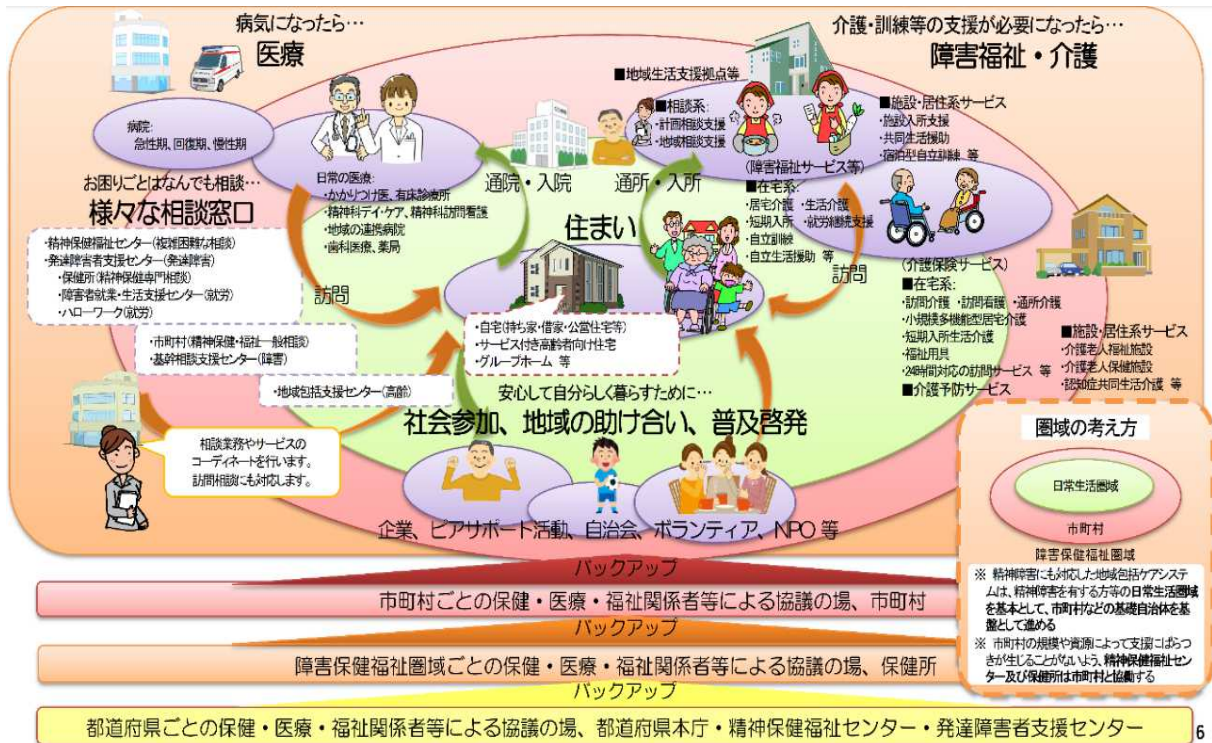 病気になったら…
医療
病院:
急性期、回復期、慢性期
日常の医療:
・かかりつけ医、有床診療所
・精神科デイ・ケア、精神科訪問看護
・地域の連携病院
・歯科医療、薬局
介護・訓練等の支援が必要になったら…
障害福祉・介護
■地域生活支援拠点等
■相談系:
・計画相談支援
・地域相談支援
■施設・居住系サービス
・施設入所支援
・共同生活援助
・宿泊型自立訓練 等
(障害福祉サービス等)
■在宅系:
・居宅介護 ・生活介護
・短期入所 ・就労継続支援
・自立訓練
・自立生活援助 等
(介護保険サービス)
■在宅系:
・訪問介護 ・訪問看護 ・通所介護
・小規模多機能型居宅介護
・短期入所生活介護
・福祉用具
・24時間対応の訪問サービス 等
■介護予防サービス
■施設・居住系サービス
・介護老人福祉施設
・介護老人保健施設
・認知症共同生活介護 等
お困りごとはなんでも相談…
様々な相談窓口
・精神保健福祉センター(複雑困難な相談)
・発達障害者支援センター(発達障害)
・保健所(精神保健専門相談)
・障害者就業・生活支援センター(就労)
・ハローワーク(就労)
・市町村(精神保健・福祉一般相談)
・基幹相談支援センター(障害)
・地域包括支援センター(高齢)
相談業務やサービスの
コーディネートを行います。
訪問相談にも対応します。
通院・入院
通所・入所
訪問
訪問
住まい
・自宅(持ち家・借家・公営住宅等)
・サービス付き高齢者向け住宅
・グループホーム 等
安心して自分らしく暮らすために…
社会参加、地域の助け合い、普及啓発
企業、ピアサポート活動、自治会、ボランティア、NPO 等
圏域の考え方
日常生活圏域
市町村
障害保健福祉圏域
※ 精神障害にも対応した地域包括ケアシステ
ムは、精神障害を有する方等の日常生活圏域
を基本として、市町村などの基礎自治体を基
盤として進める
※ 市町村の規模や資源によって支援にばらつ
きが生じることがないよう、精神保健福祉セン
ター及び保健所は市町村と協働する
バックアップ
市町村ごとの保健・医療・福祉関係者等による協議の場、市町村
バックアップ
障害保健福祉圏域ごとの保健・医療・福祉関係者等による協議の場、保健所
バックアップ
都道府県ごとの保健・医療・福祉関係者等による協議の場、都道府県本庁・精神保健福祉センター・発達障害者支援センター
6